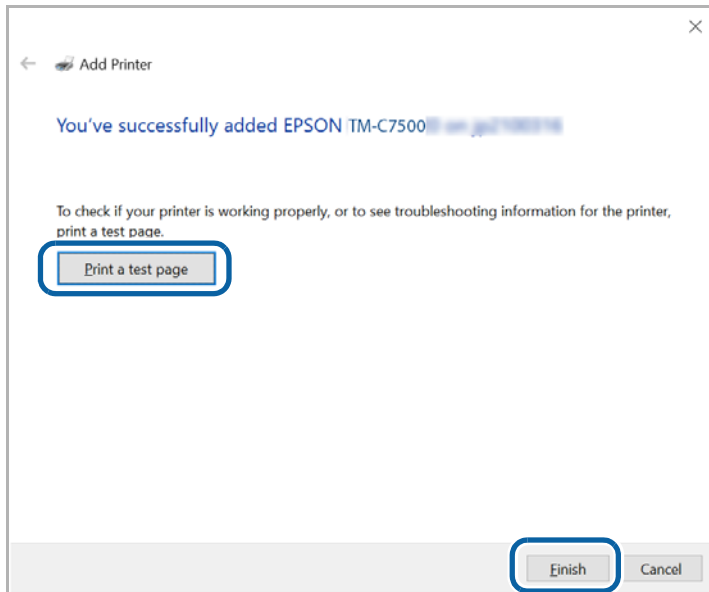 Add Printer
You've successfully added EPSON TM-C7500
To check if your printer is working properly, or to see troubleshooting information for the printer,
print a test page.
Print a test page
Finish
Cancel